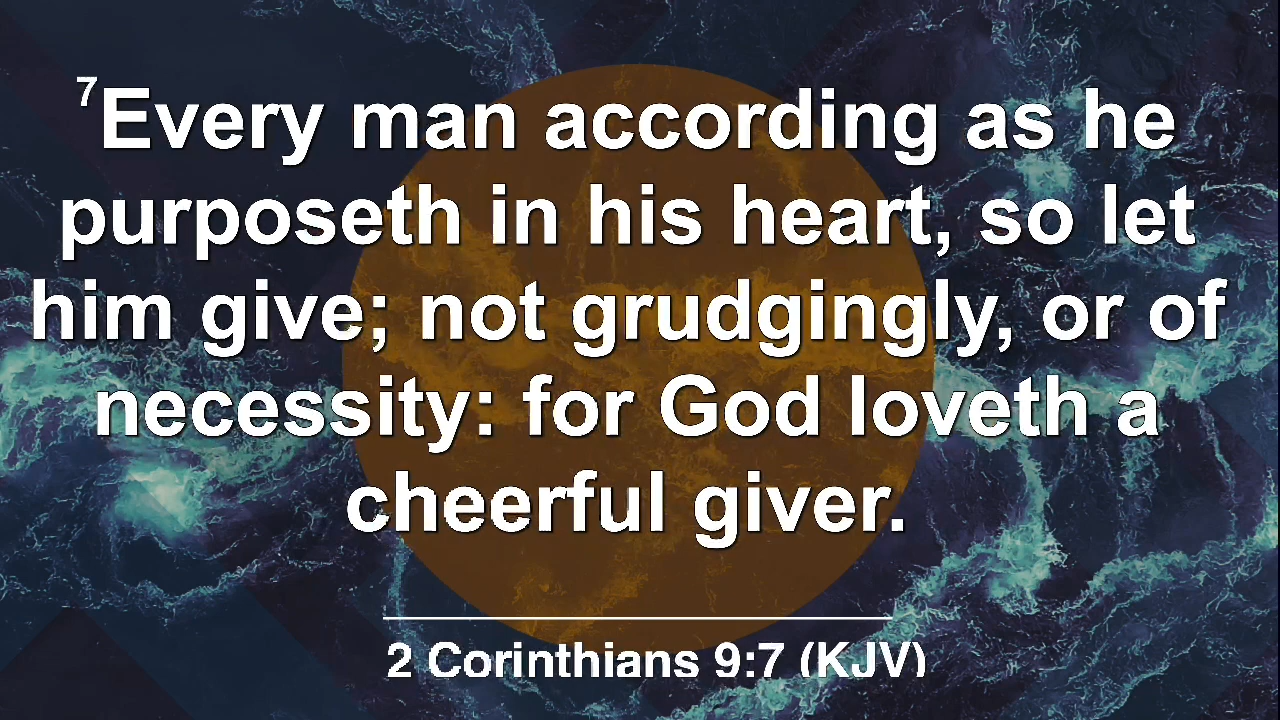 7Every man according as he
purposeth in his heart, so let
him give; not grudgingly, or of
necessity: for God loveth a
cheerful giver.
2 Corinthians 9:7 (KJV)